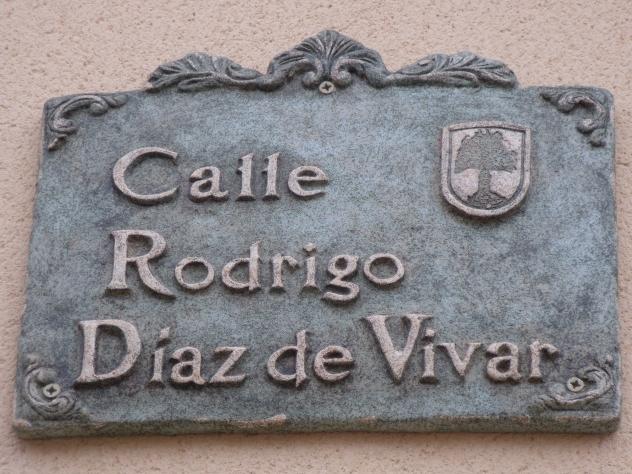 Calle
Rodrigo
Díaz de Vivar